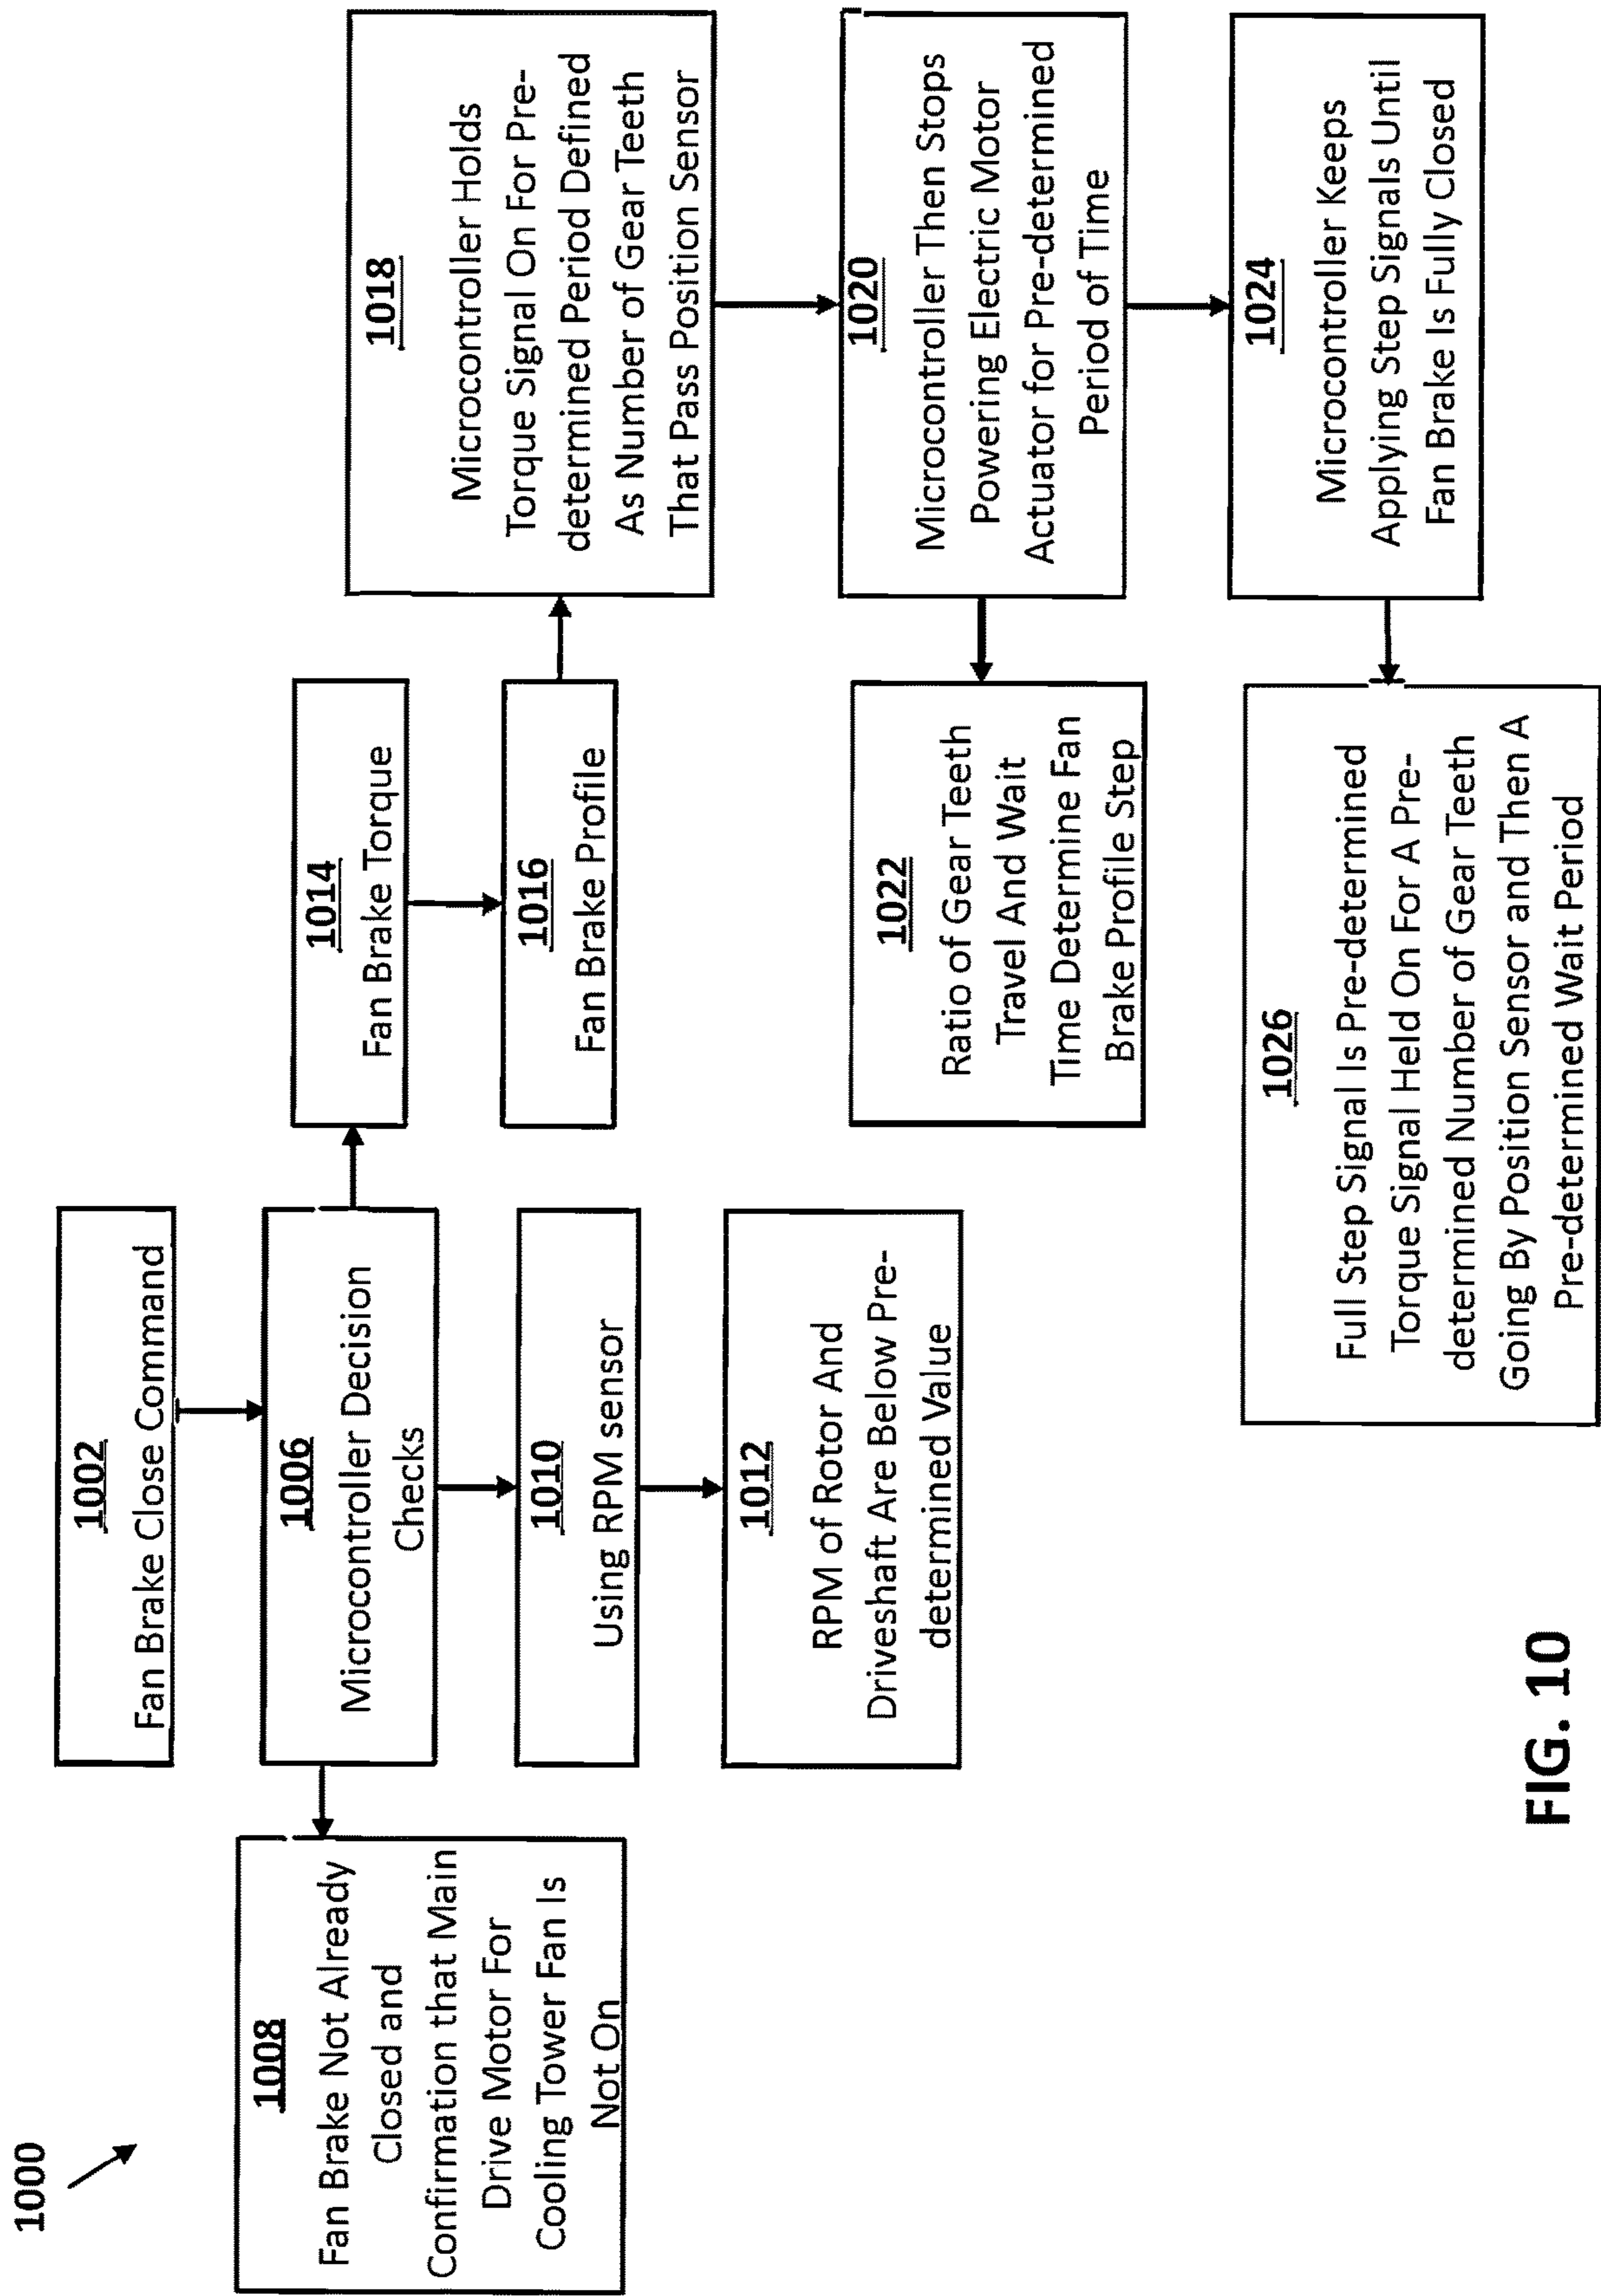 1000
1002
Fan Brake Close Command
1008
Fan Brake Not Already
Closed and
Confirmation that Main
Drive Motor For
Cooling Tower Fan Is
Not On
1006
Microcontroller Decision
Checks
1010
Using RPM sensor
1012
RPM of Rotor And
Driveshaft Are Below Pre-
determined Value
1014
Fan Brake Torque
1016
Fan Brake Profile
1018
Microcontroller Holds
Torque Signal On For Pre-
determined Period Defined
As Number of Gear Teeth
That Pass Position Sensor
1020
Microcontroller Then Stops
Powering Electric Motor
Actuator for Pre-determined
Period of Time
1022
Ratio of Gear Teeth
Travel And Wait
Time Determine Fan
Brake Profile Step
1024
Microcontroller Keeps
Applying Step Signals Until
Fan Brake Is Fully Closed
1026
Full Step Signal Is Pre-determined
Torque Signal Held On For A Pre-
determined Number of Gear Teeth
Going By Position Sensor and Then A
Pre-determined Wait Period
FIG. 10